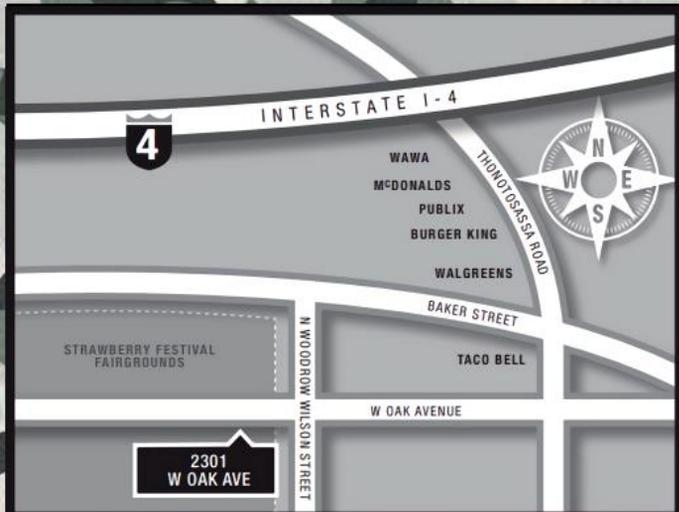 INTERSTATE I-4
4
WAWA
McDONALDS
PUBLIX
BURGER KING
WALGREENS
THONOTOSASSA ROAD
N
W E
S
BAKER STREET
STRAWBERRY FESTIVAL
FAIRGROUNDS
N WOODROW WILSON STREET
TACO BELL
W OAK AVENUE
2301
W OAK AVE